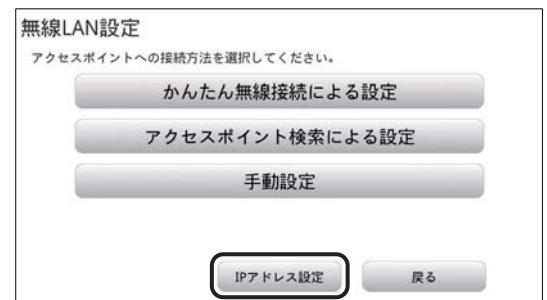 無線LAN設定
アクセスポイントへの接続方法を選択してください。
かんたん無線接続による設定
アクセスポイント検索による設定
手動設定
IPアドレス設定
戻る